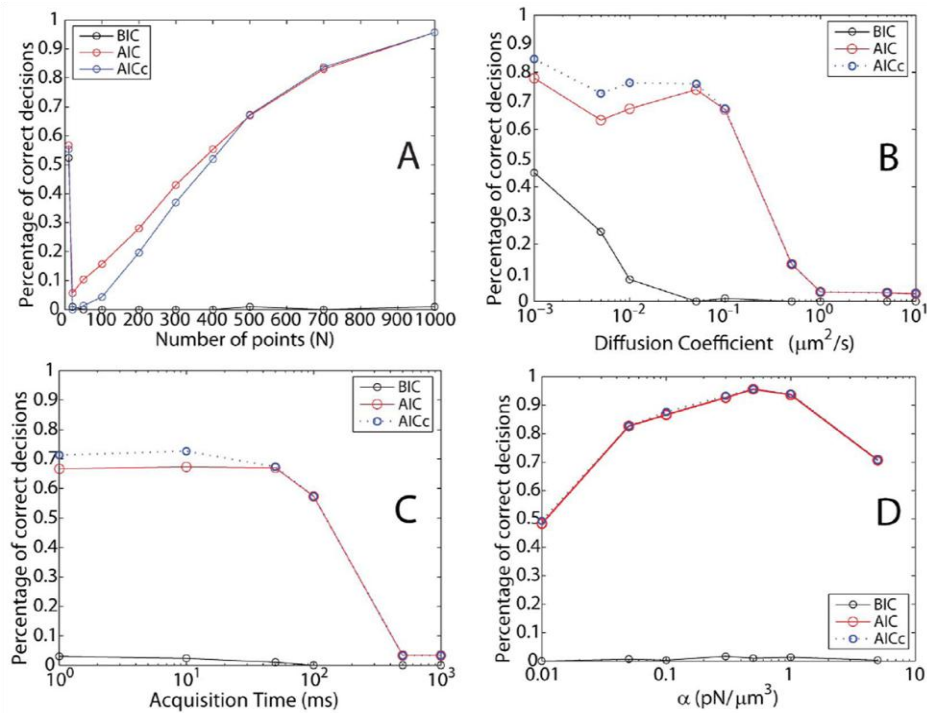 1
0.9
0.8
0.7
0.6
0.5
0.4
0.3
0.2
0.1
0
Percentage of correct decisions
BIC
AIC
AICc
A
0 100 200 300 400 500 600 700 800 900 1000
Number of points (N)
1
0.9
0.8
0.7
0.6
0.5
0.4
0.3
0.2
0.1
0
Percentage of correct decisions
BIC
AIC
AICc
B
10⁻³ 10⁻² 10⁻¹ 10⁰ 10¹
Diffusion Coefficient (μm²/s)
1
0.9
0.8
0.7
0.6
0.5
0.4
0.3
0.2
0.1
0
Percentage of correct decisions
BIC
AIC
AICc
C
10⁰ 10¹ 10² 10³
Acquisition Time (ms)
1
0.9
0.8
0.7
0.6
0.5
0.4
0.3
0.2
0.1
0
Percentage of correct decisions
D
BIC
AIC
AICc
0.01 0.1 1 10
α (pN/μm³)